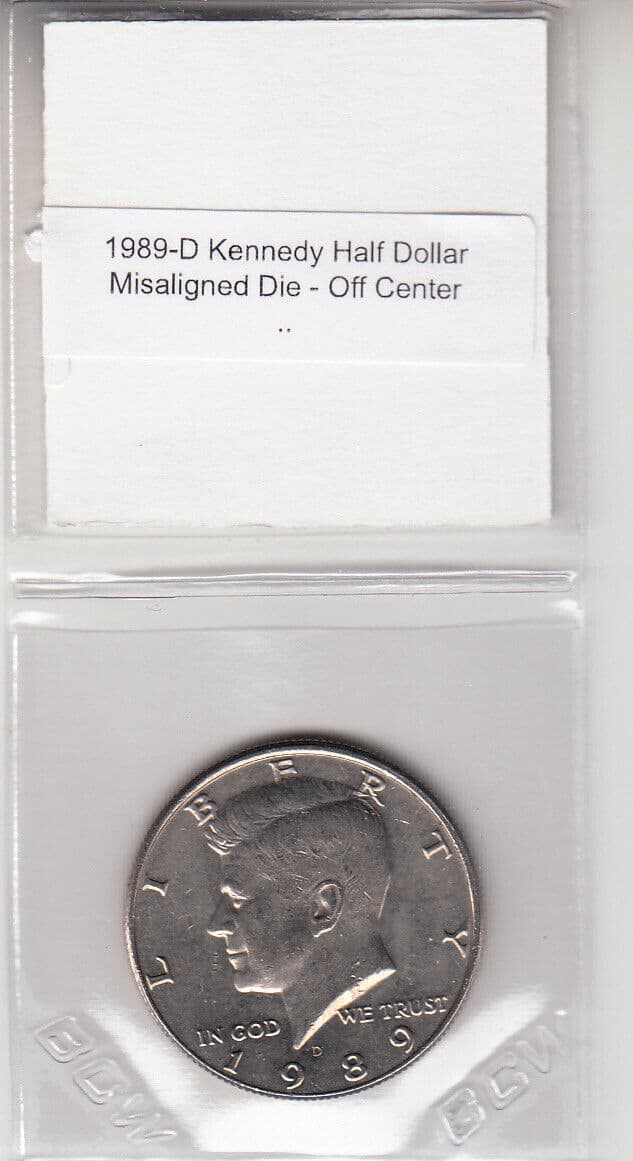 1989-D Kennedy Half Dollar
Misaligned Die - Off Center
..
LIBERTY
IN GOD WE TRUST
D
1989
BCW
BCW